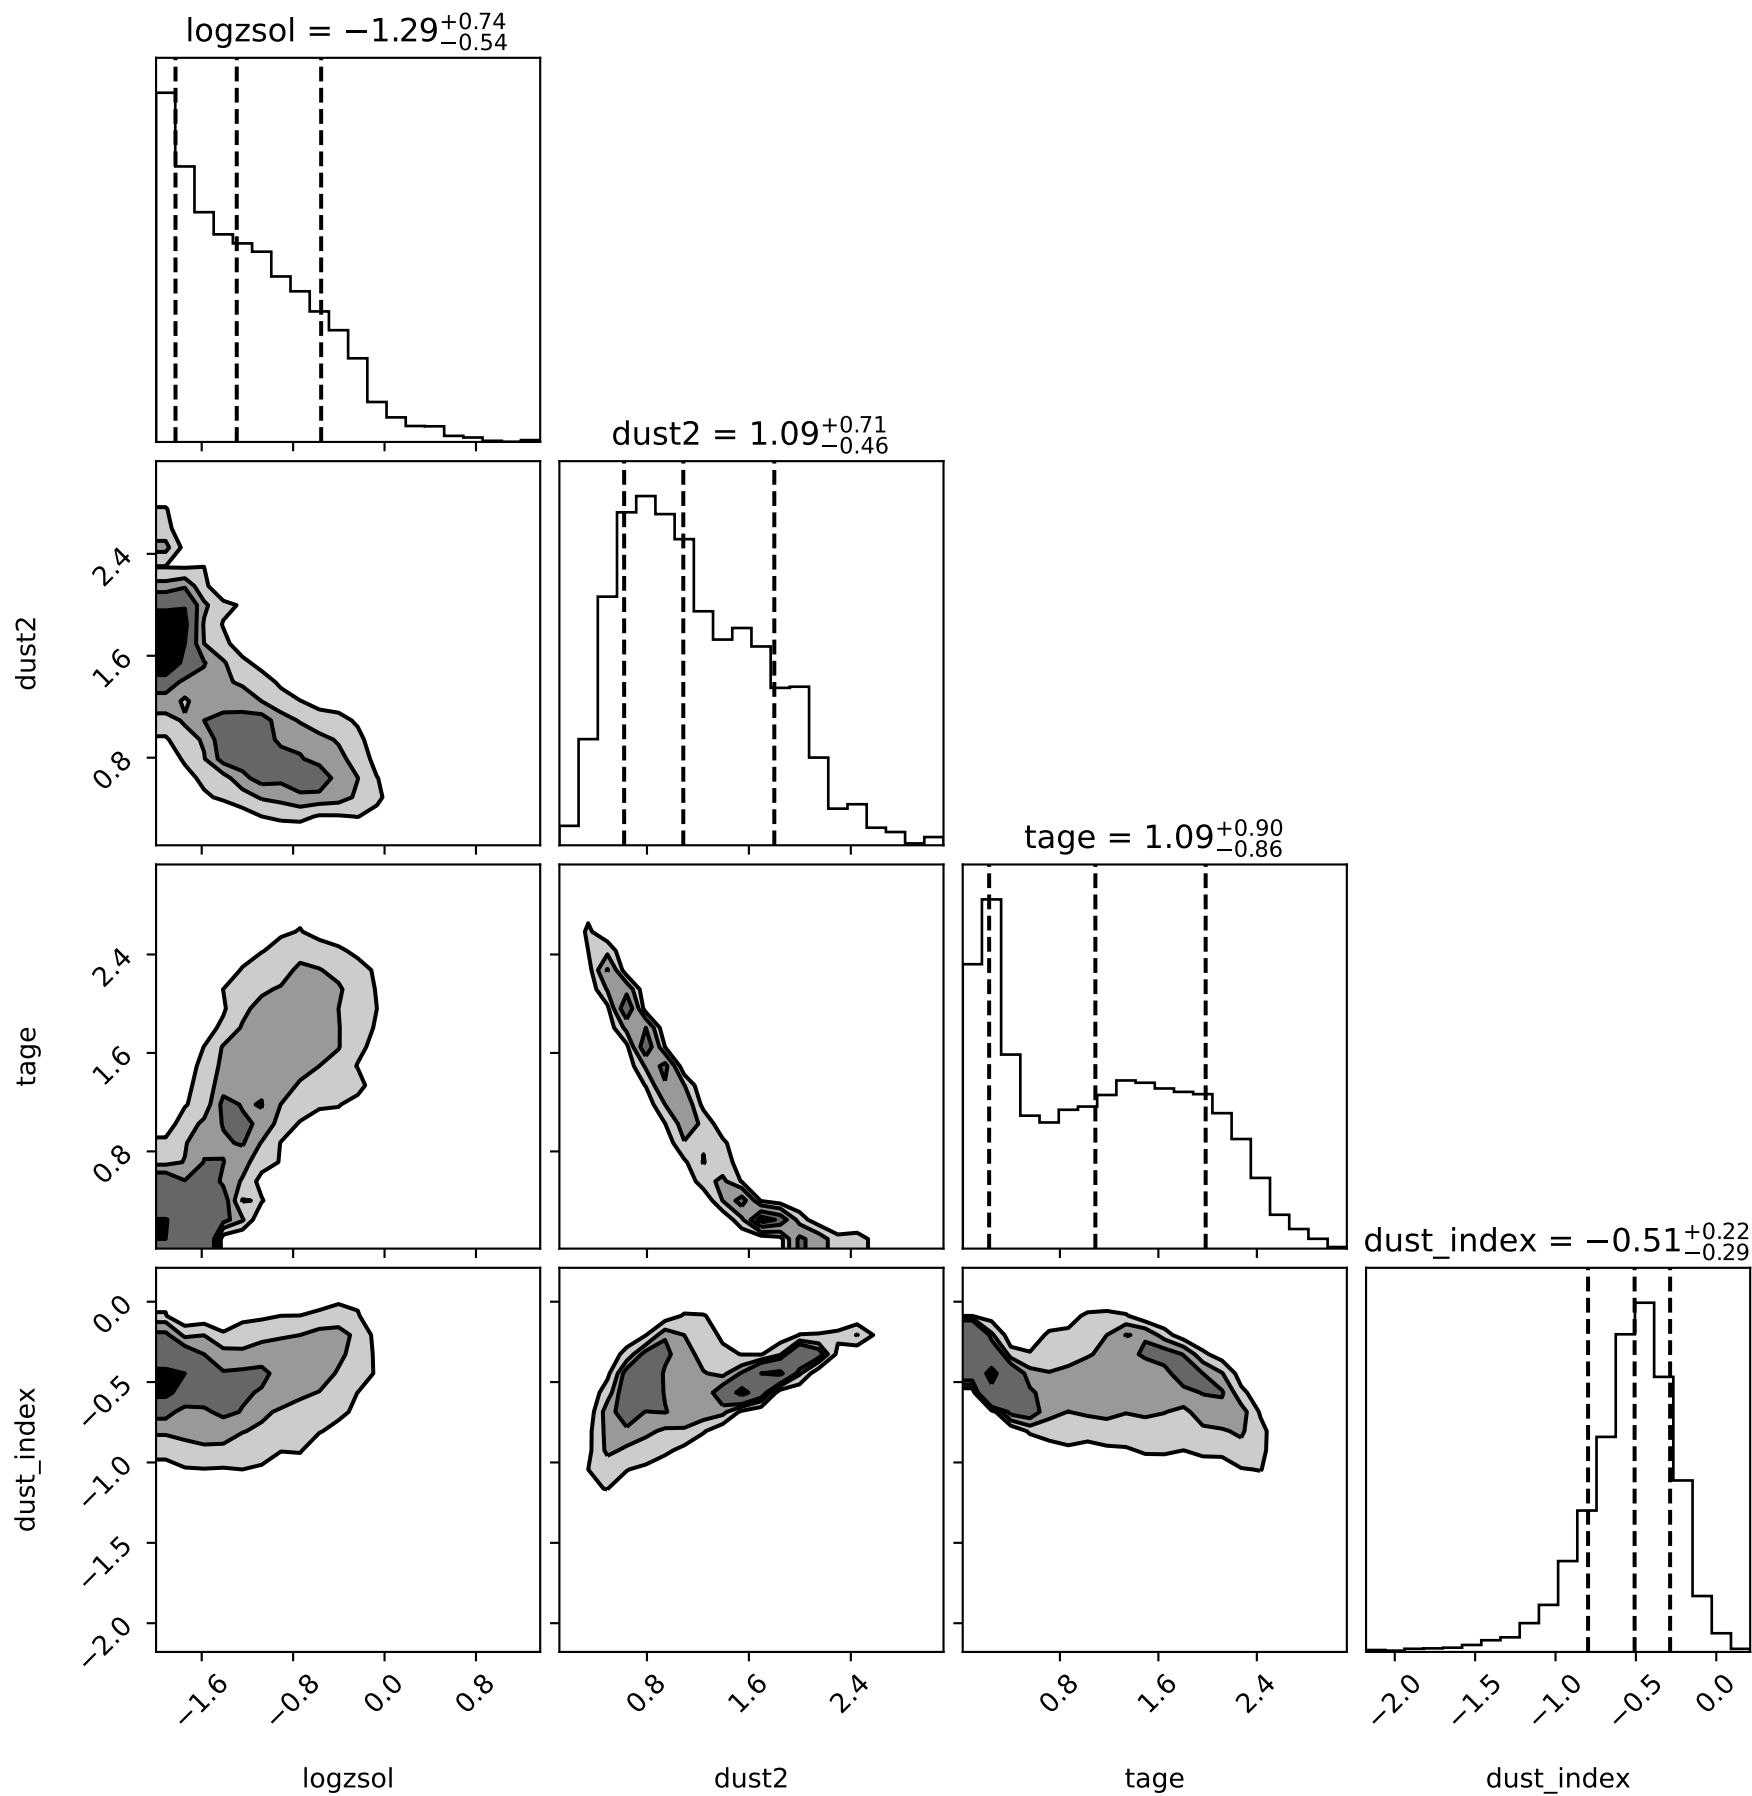 logzsol = −1.29+0.74−0.54
dust2 = 1.09+0.71−0.46
2.4
1.6
0.8
dust2
tage = 1.09+0.90−0.86
2.4
1.6
0.8
tage
dust_index = −0.51+0.22−0.29
0.0
−0.5
−1.0
−1.5
−2.0
dust_index
−1.6 −0.8 0.0 0.8
0.8 1.6 2.4
0.8 1.6 2.4
−2.0 −1.5 −1.0 −0.5 0.0
logzsol
dust2
tage
dust_index